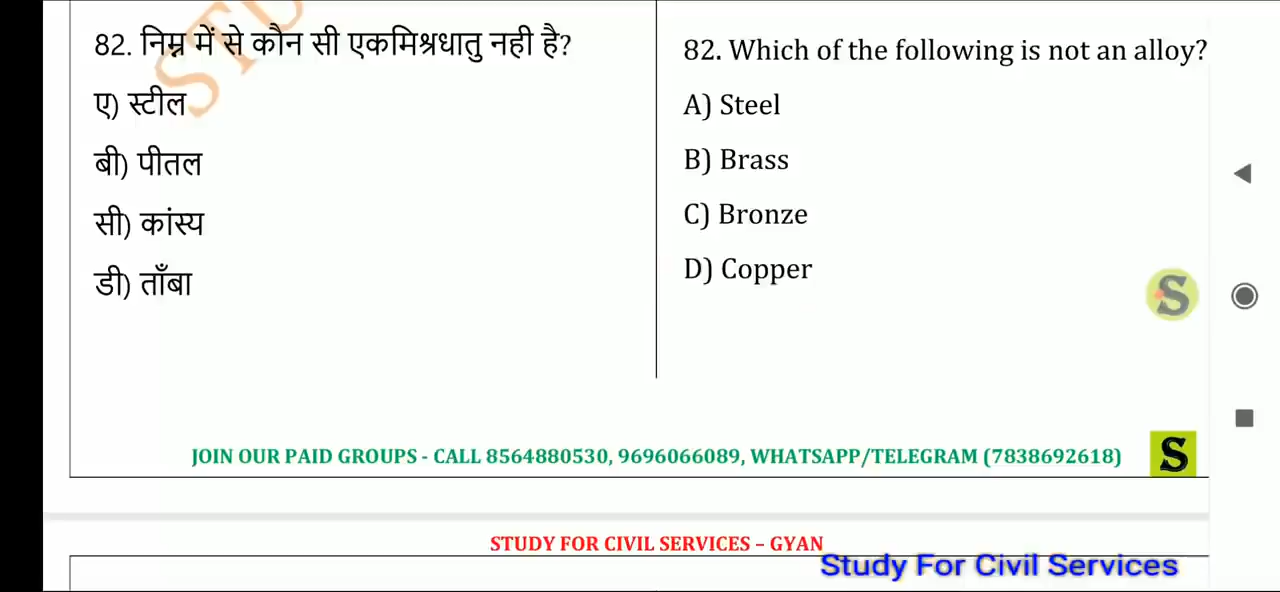 82. निम्न में से कौन सी एकमिश्रधातु नही है?
ए) स्टील
बी) पीतल
सी) कांस्य
डी) ताँबा
82. Which of the following is not an alloy?
A) Steel
B) Brass
C) Bronze
D) Copper
S
JOIN OUR PAID GROUPS - CALL 8564880530, 9696066089, WHATSAPP/TELEGRAM (7838692618)
S
STUDY FOR CIVIL SERVICES – GYAN
Study For Civil Services